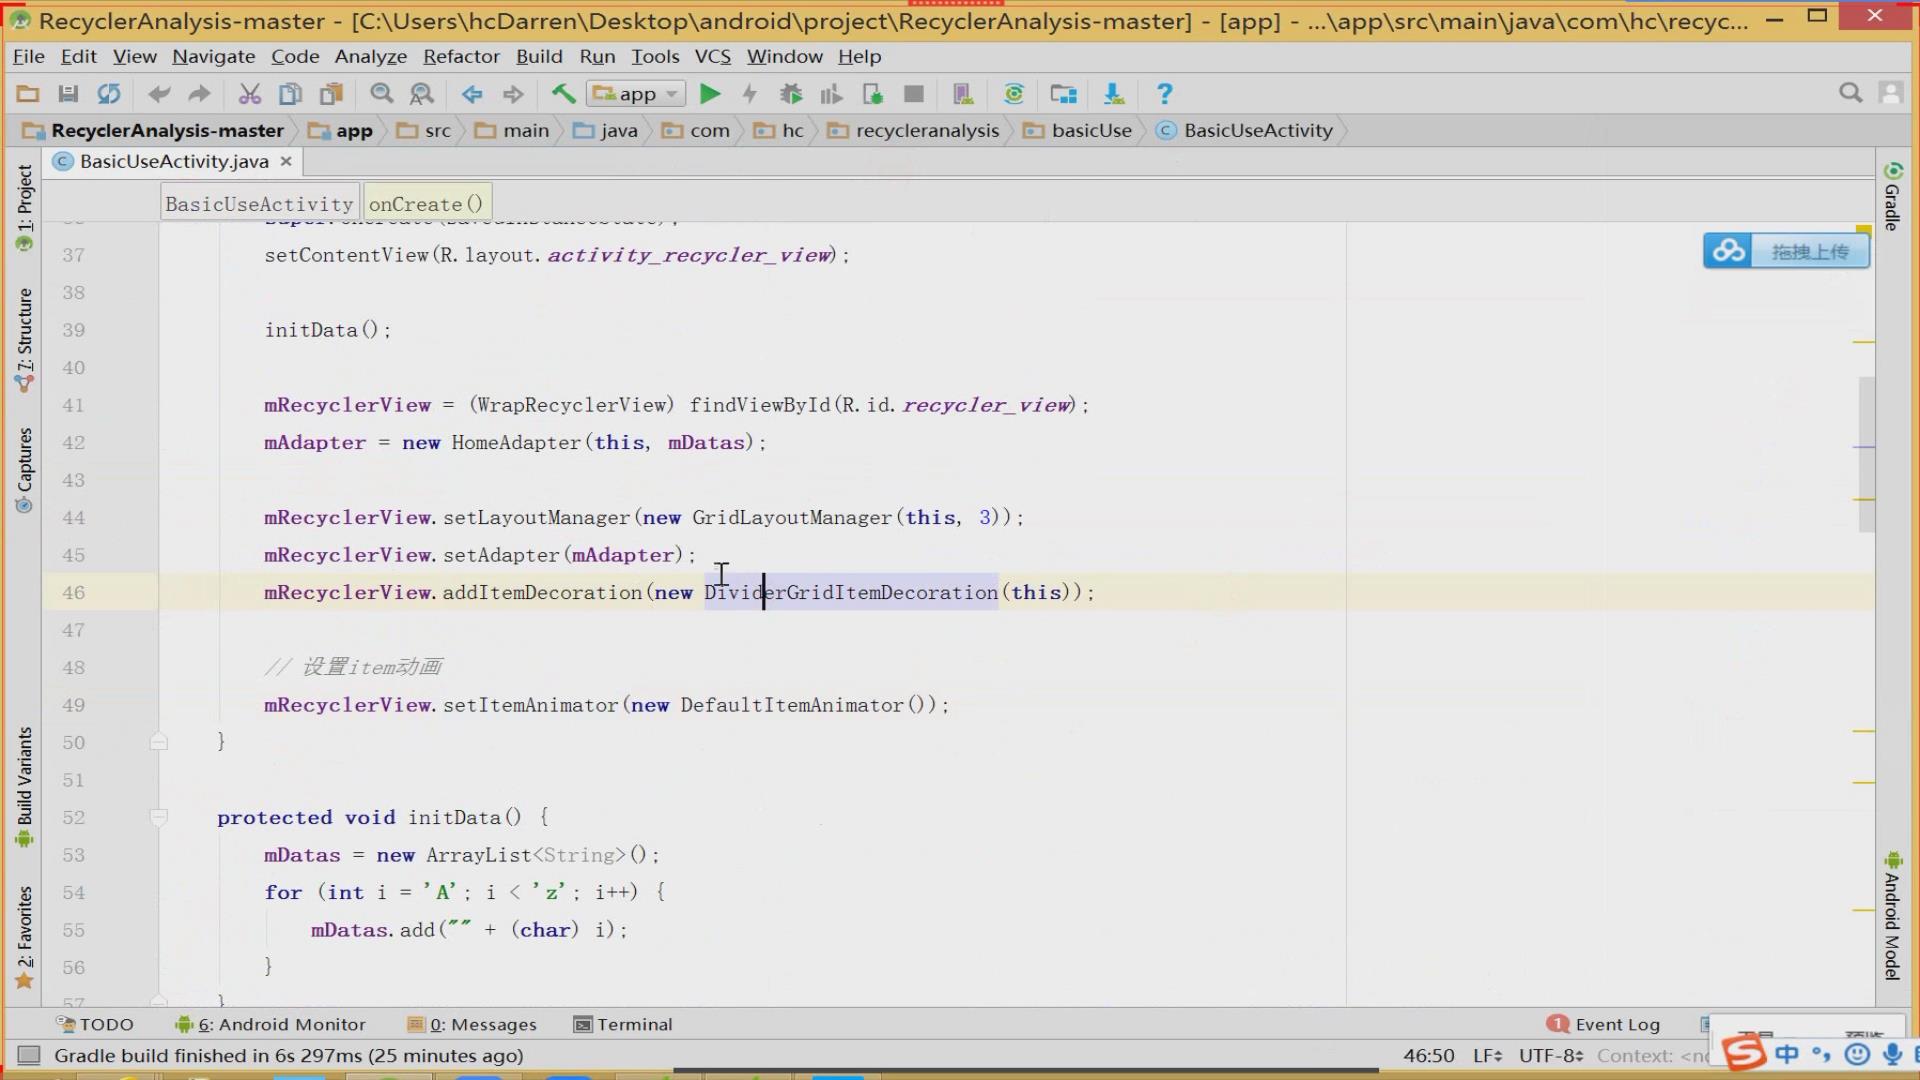 RecyclerAnalysis-master - [C:\Users\hcDarren\Desktop\android\project\RecyclerAnalysis-master] - [app] - ...\app\src\main\java\com\hc\recyc...
File Edit View Navigate Code Analyze Refactor Build Run Tools VCS Window Help
app
RecyclerAnalysis-master app src main java com hc recycleranalysis basicUse BasicUseActivity
BasicUseActivity.java
BasicUseActivity onCreate()
37 setContentView(R.layout.activity_recycler_view);
38
39 initData();
40
41 mRecyclerView = (WrapRecyclerView) findViewById(R.id.recycler_view);
42 mAdapter = new HomeAdapter(this, mDatas);
43
44 mRecyclerView.setLayoutManager(new GridLayoutManager(this, 3));
45 mRecyclerView.setAdapter(mAdapter);
46 mRecyclerView.addItemDecoration(new DividerGridItemDecoration(this));
47
48 // 设置item动画
49 mRecyclerView.setItemAnimator(new DefaultItemAnimator());
50 }
51
52 protected void initData() {
53 mDatas = new ArrayList<String>();
54 for (int i = 'A'; i < 'z'; i++) {
55 mDatas.add("" + (char) i);
56 }
57 }
1: Project
7: Structure
Captures
Build Variants
2: Favorites
拖拽上传
Gradle
Android Model
TODO 6: Android Monitor 0: Messages Terminal 1 Event Log
Gradle build finished in 6s 297ms (25 minutes ago) 46:50 LF UTF-8 Context:
中